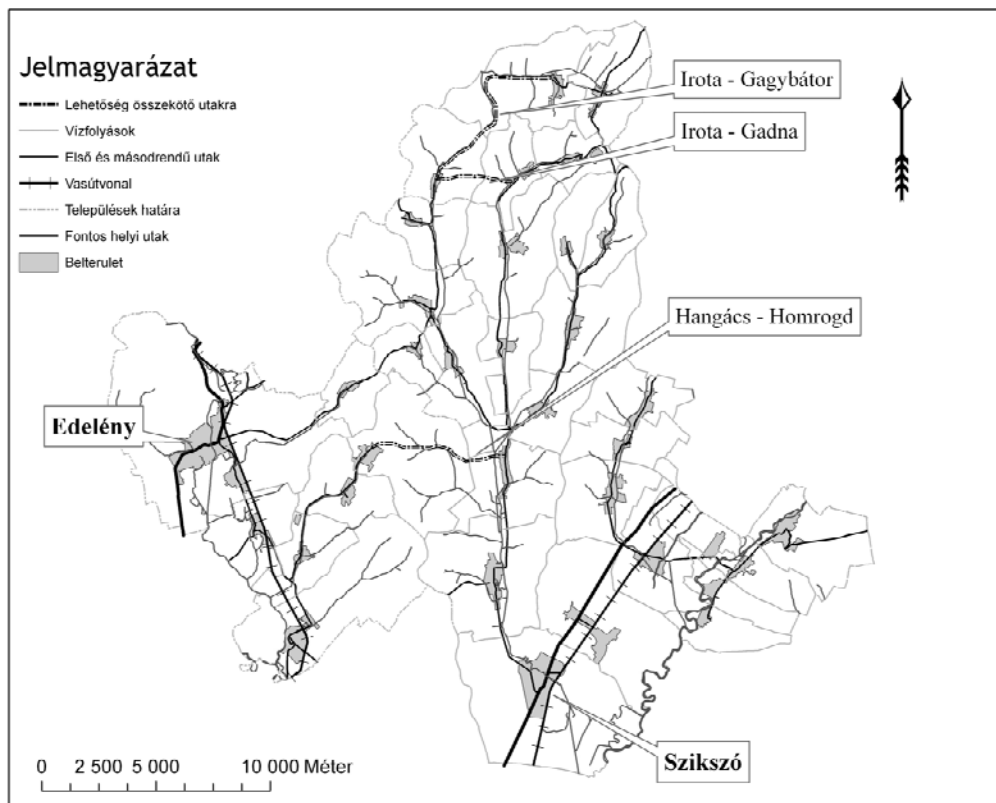 Jelmagyarázat
Lehetőség összekötő utakra
Vízfolyások
Első és másodrendű utak
Vasútvonal
Települések határa
Fontos helyi utak
Belterulet
Irota - Gagybátor
Irota - Gadna
Hangács - Homrogd
Edelény
Szikszó
0 2 500 5 000 10 000 Méter